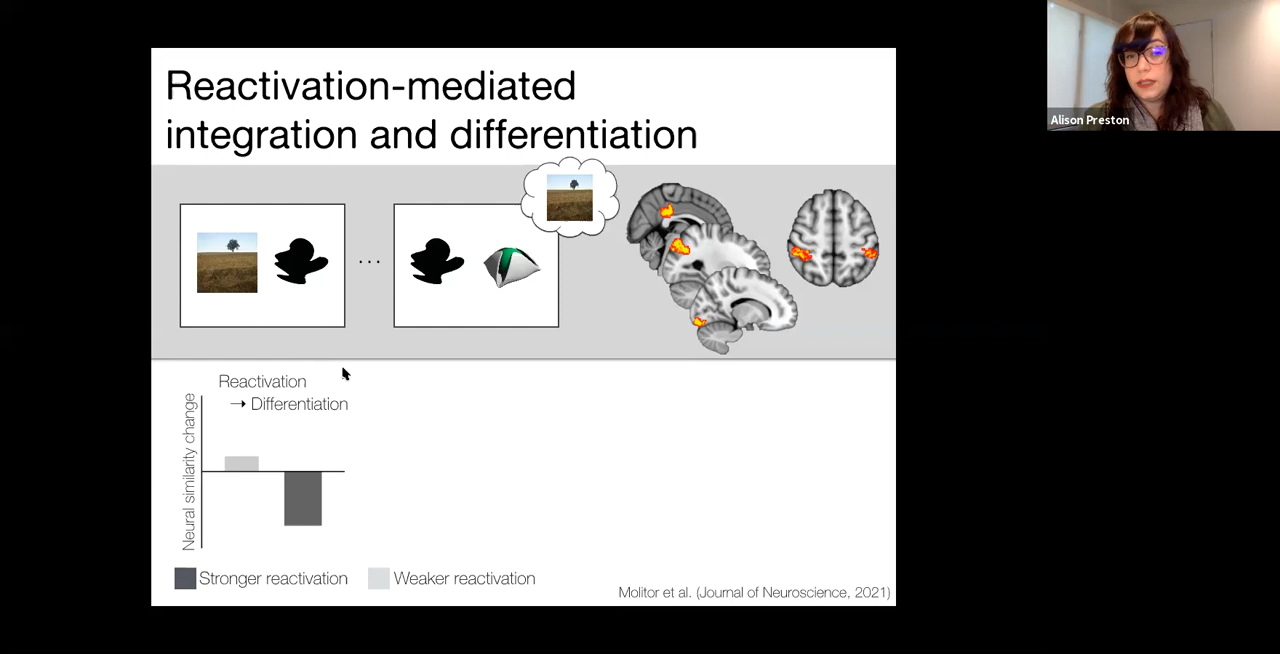 Reactivation-mediated
integration and differentiation
Alison Preston
...
Reactivation
→ Differentiation
Neural similarity change
Stronger reactivation
Weaker reactivation
Molitor et al. (Journal of Neuroscience, 2021)